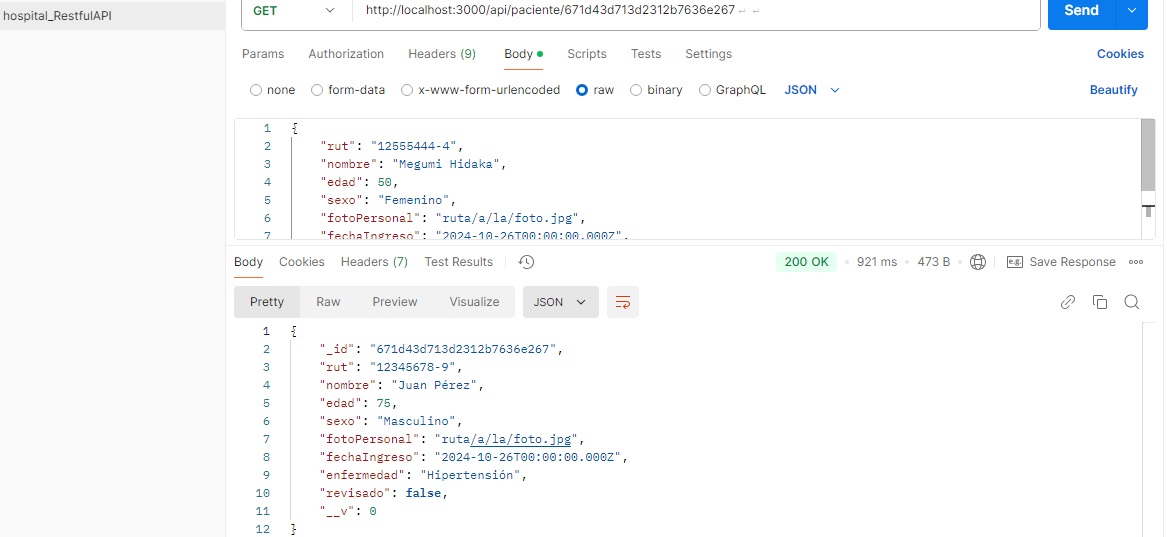 hospital_RestfulAPI
GET http://localhost:3000/api/paciente/671d43d713d2312b7636e267 ↵ ↵ Send
Params Authorization Headers (9) Body Scripts Tests Settings Cookies
none form-data x-www-form-urlencoded raw binary GraphQL JSON Beautify
1 {
2 "rut": "12555444-4",
3 "nombre": "Megumi Hidaka",
4 "edad": 50,
5 "sexo": "Femenino",
6 "fotoPersonal": "ruta/a/la/foto.jpg",
7 "fechaIngreso": "2024-10-26T00:00:00.000Z",
Body Cookies Headers (7) Test Results 200 OK 921 ms 473 B e.g. Save Response
Pretty Raw Preview Visualize JSON
1 {
2 "_id": "671d43d713d2312b7636e267",
3 "rut": "12345678-9",
4 "nombre": "Juan Pérez",
5 "edad": 75,
6 "sexo": "Masculino",
7 "fotoPersonal": "ruta/a/la/foto.jpg",
8 "fechaIngreso": "2024-10-26T00:00:00.000Z",
9 "enfermedad": "Hipertensión",
10 "revisado": false,
11 "__v": 0
12 }